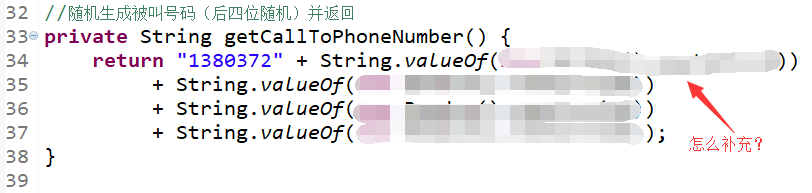 32 //随机生成被叫号码（后四位随机）并返回
33 private String getCallToPhoneNumber() {
34 return "1380372" + String.valueOf( ))
35 + String.valueOf( )
36 + String.valueOf( )
37 + String.valueOf( );
怎么补充？
38 }
39